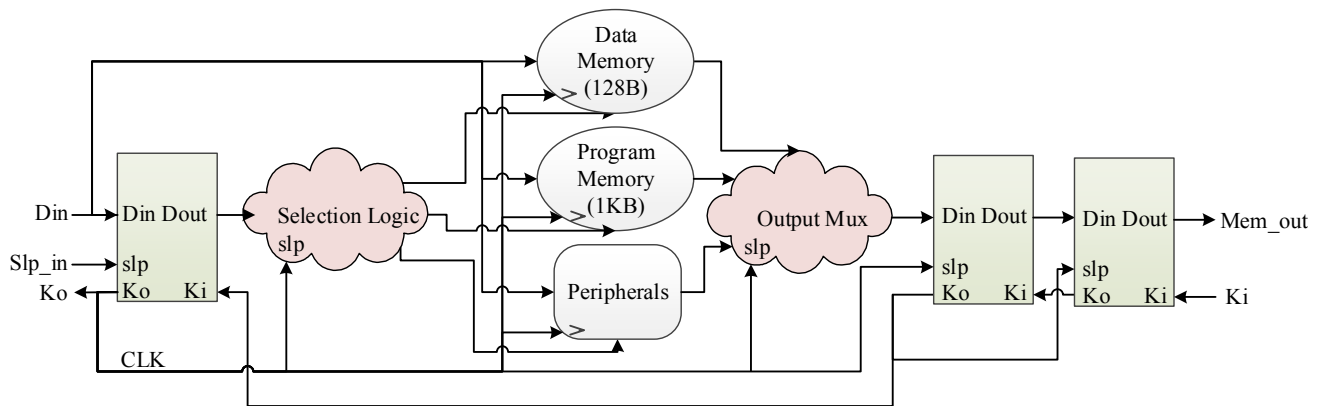 Data
Memory
(128B)
>
Program
Memory
(1KB)
>
Din
Din Dout
Selection Logic
Output Mux
Din Dout
Din Dout
Mem_out
slp
slp
Slp_in
slp
slp
slp
Ko
Ko
Ki
Peripherals
>
Ko
Ki
Ko
Ki
Ki
CLK